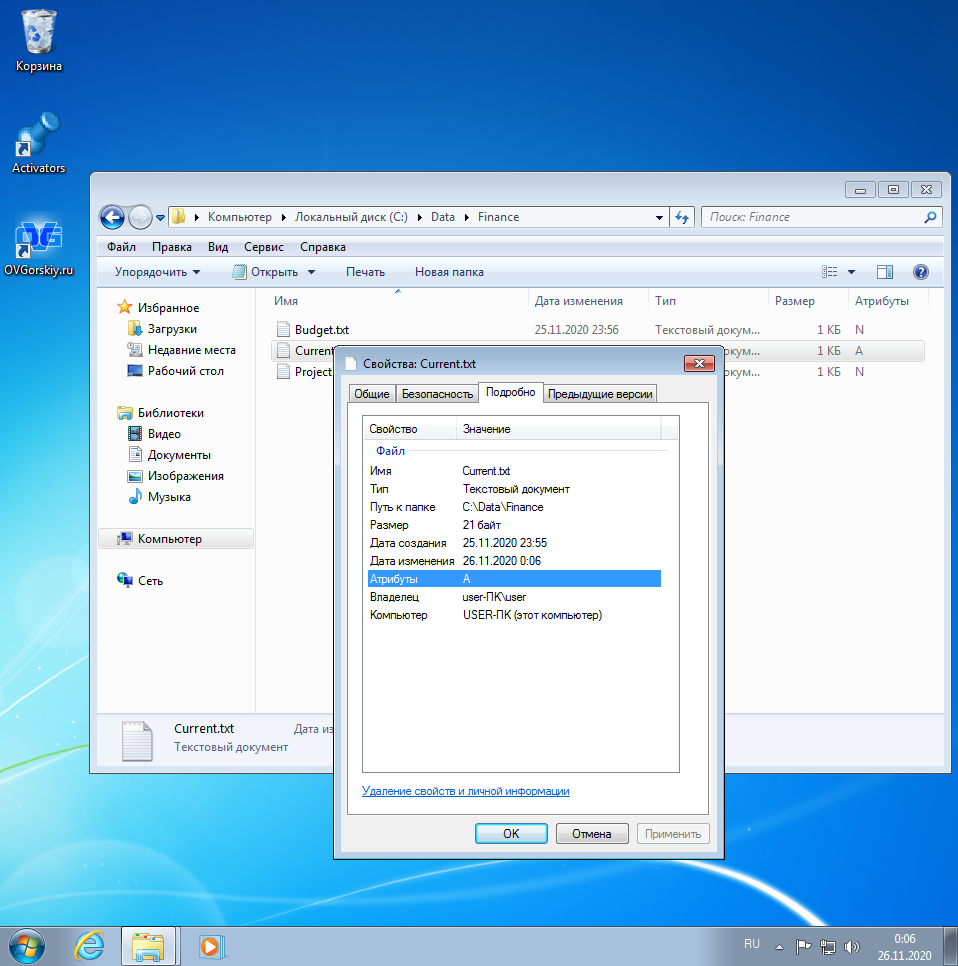 Корзина
Activators
OVGorskiy.ru
Компьютер Локальный диск (C:) Data Finance Поиск: Finance
Файл Правка Вид Сервис Справка
Упорядочить Открыть Печать Новая папка
Имя Дата изменения Тип Размер Атрибуты
Избранное
Загрузки
Недавние места
Рабочий стол
Библиотеки
Видео
Документы
Изображения
Музыка
Компьютер
Сеть
Budget.txt 25.11.2020 23:56 Текстовый докум... 1 КБ N
Current 1 КБ A
Project 1 КБ N
Свойства: Current.txt
Общие Безопасность Подробно Предыдущие версии
Свойство Значение
Файл
Имя Current.txt
Тип Текстовый документ
Путь к папке C:\Data\Finance
Размер 21 байт
Дата создания 25.11.2020 23:55
Дата изменения 26.11.2020 0:06
Атрибуты A
Владелец user-ПК\user
Компьютер USER-ПК (этот компьютер)
Удаление свойств и личной информации
OK Отмена Применить
Current.txt Дата из
Текстовый документ
RU 0:06
26.11.2020